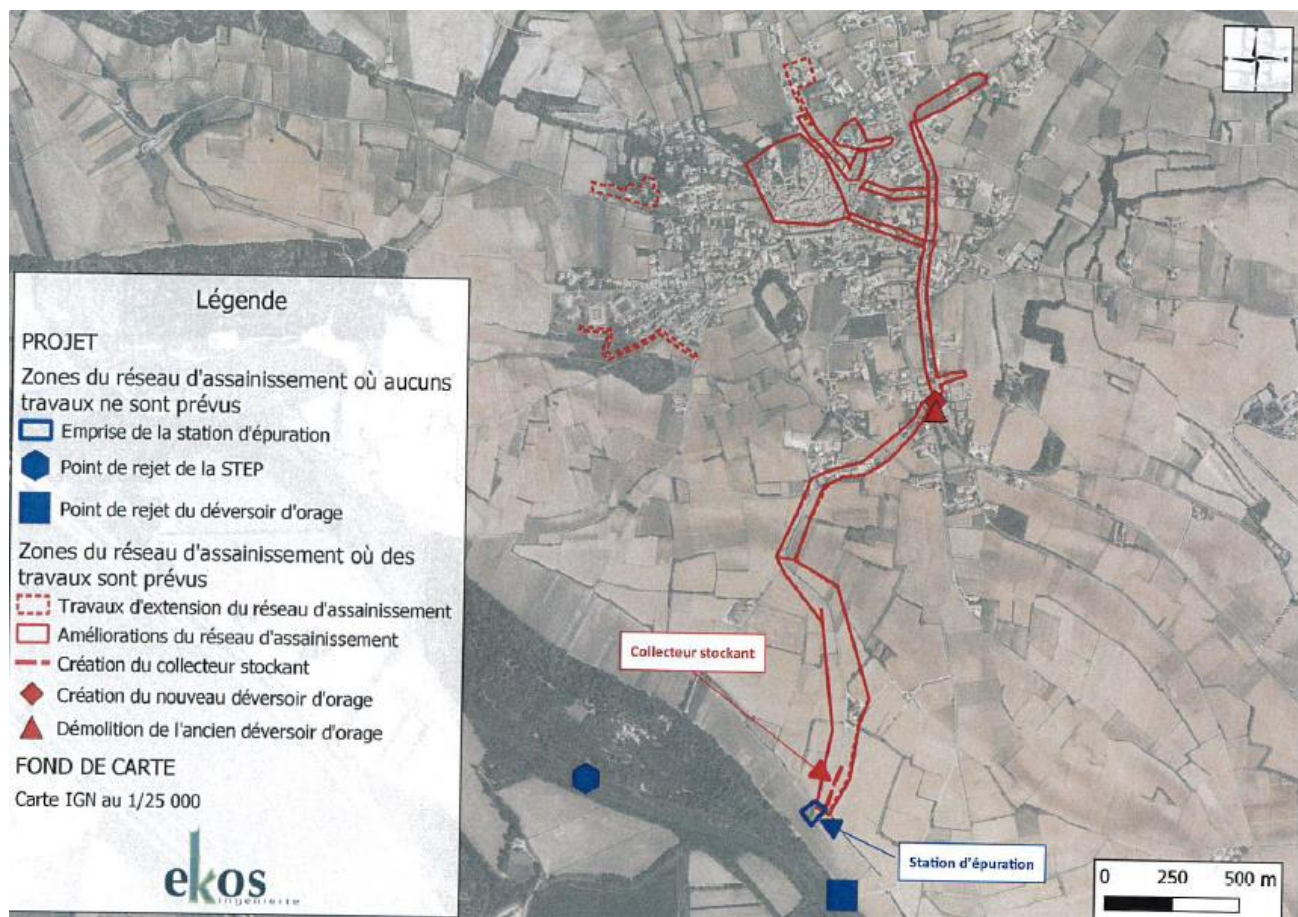 Légende
PROJET
Zones du réseau d'assainissement où aucuns
travaux ne sont prévus
Emprise de la station d'épuration
Point de rejet de la STEP
Point de rejet du déversoir d'orage
Zones du réseau d'assainissement où des
travaux sont prévus
Travaux d'extension du réseau d'assainissement
Améliorations du réseau d'assainissement
Création du collecteur stockant
Création du nouveau déversoir d'orage
Démolition de l'ancien déversoir d'orage
FOND DE CARTE
Carte IGN au 1/25 000
ekos
ingénierie
Collecteur stockant
Station d'épuration
0 250 500 m